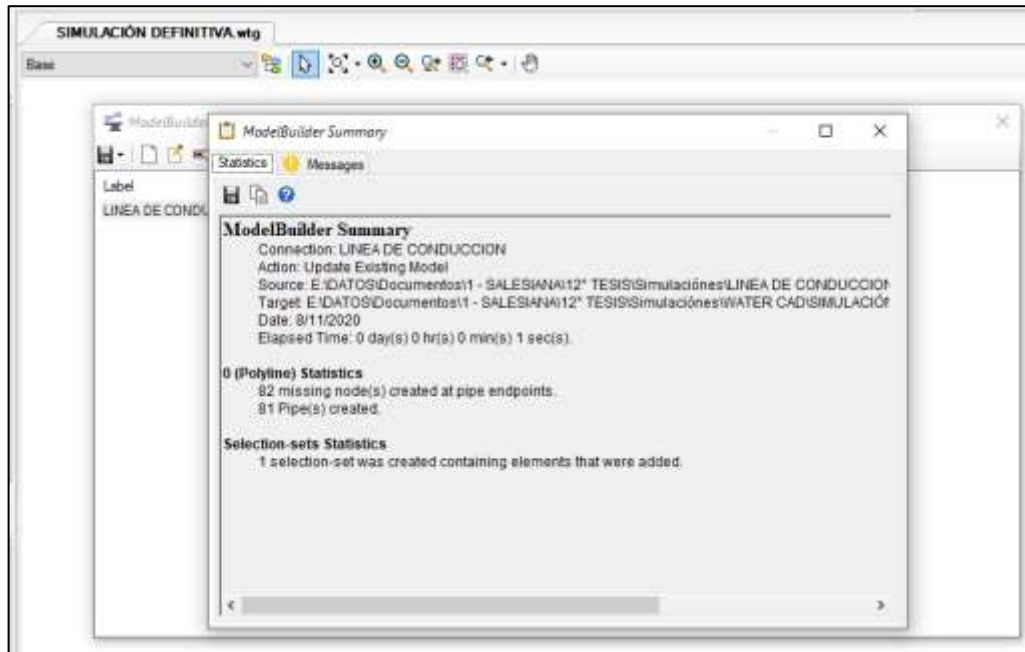 SIMULACIÓN DEFINITIVA.wtg
Base
ModelBuilder
ModelBuilder Summary
Statistics
Messages
Label
LINEA DE CONDU
ModelBuilder Summary
Connection: LINEA DE CONDUCCION
Action: Update Existing Model
Source: E:\DATOS\Documentos\1 - SALESIANA\12° TESIS\Simulaciónes\LINEA DE CONDUCCION
Target: E:\DATOS\Documentos\1 - SALESIANA\12° TESIS\Simulaciónes\WATER CAD\SIMULACIÓN
Date: 8/11/2020
Elapsed Time: 0 day(s) 0 hr(s) 0 min(s) 1 sec(s).
0 (Polyline) Statistics
82 missing node(s) created at pipe endpoints.
81 Pipe(s) created.
Selection-sets Statistics
1 selection-set was created containing elements that were added.